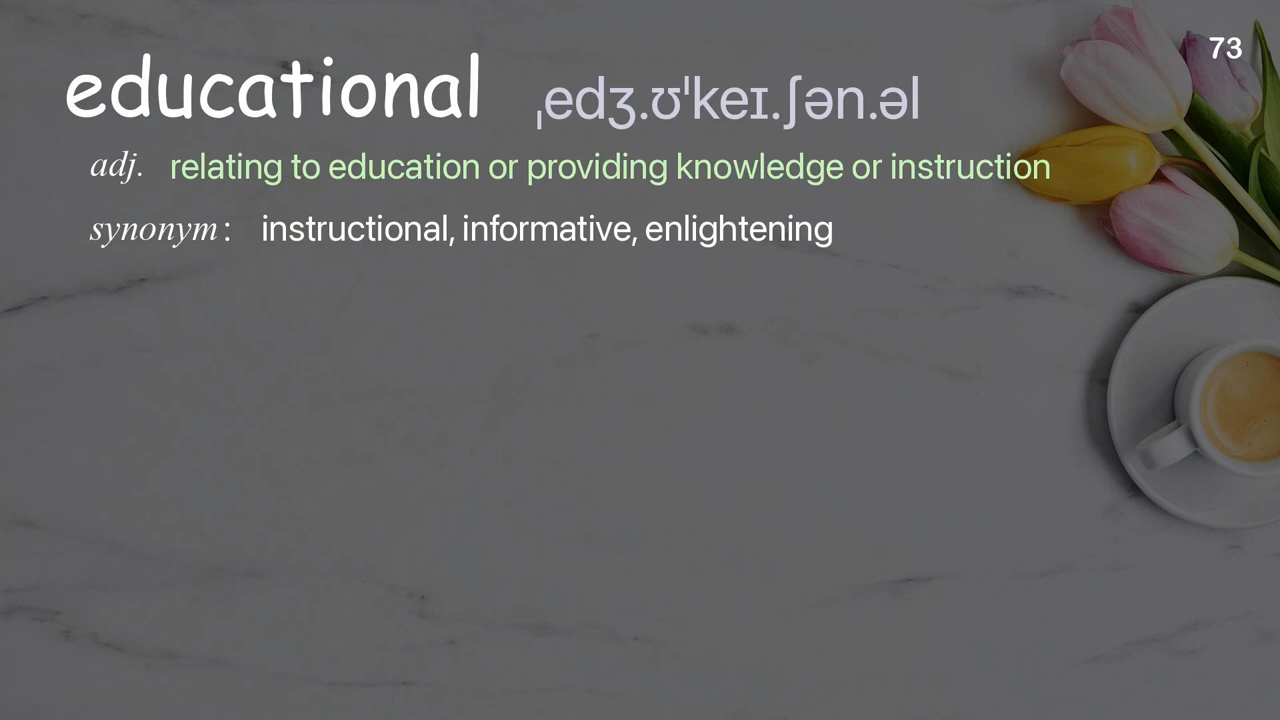 73
educational ˌedʒ.ʊˈkeɪ.ʃən.əl
adj. relating to education or providing knowledge or instruction
synonym: instructional, informative, enlightening